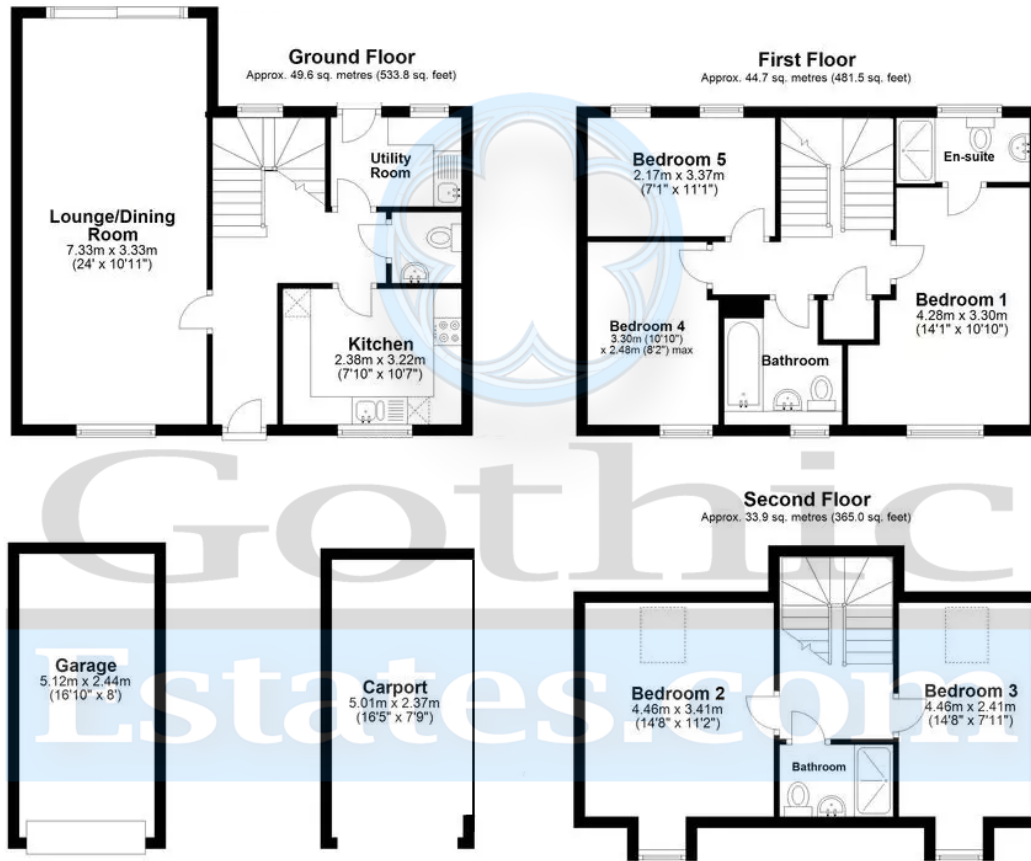 Ground Floor
Approx. 49.6 sq. metres (533.8 sq. feet)
Utility
Room
Lounge/Dining
Room
7.33m x 3.33m
(24' x 10'11")
Kitchen
2.38m x 3.22m
(7'10" x 10'7")
First Floor
Approx. 44.7 sq. metres (481.5 sq. feet)
Bedroom 5
2.17m x 3.37m
(7'1" x 11'1")
En-suite
Bedroom 4
3.30m (10'10")
x 2.48m (8'2") max
Bathroom
Bedroom 1
4.28m x 3.30m
(14'1" x 10'10")
Gothic
Estates.com
Garage
5.12m x 2.44m
(16'10" x 8')
Carport
5.01m x 2.37m
(16'5" x 7'9")
Second Floor
Approx. 33.9 sq. metres (365.0 sq. feet)
Bedroom 2
4.46m x 3.41m
(14'8" x 11'2")
Bathroom
Bedroom 3
4.46m x 2.41m
(14'8" x 7'11")